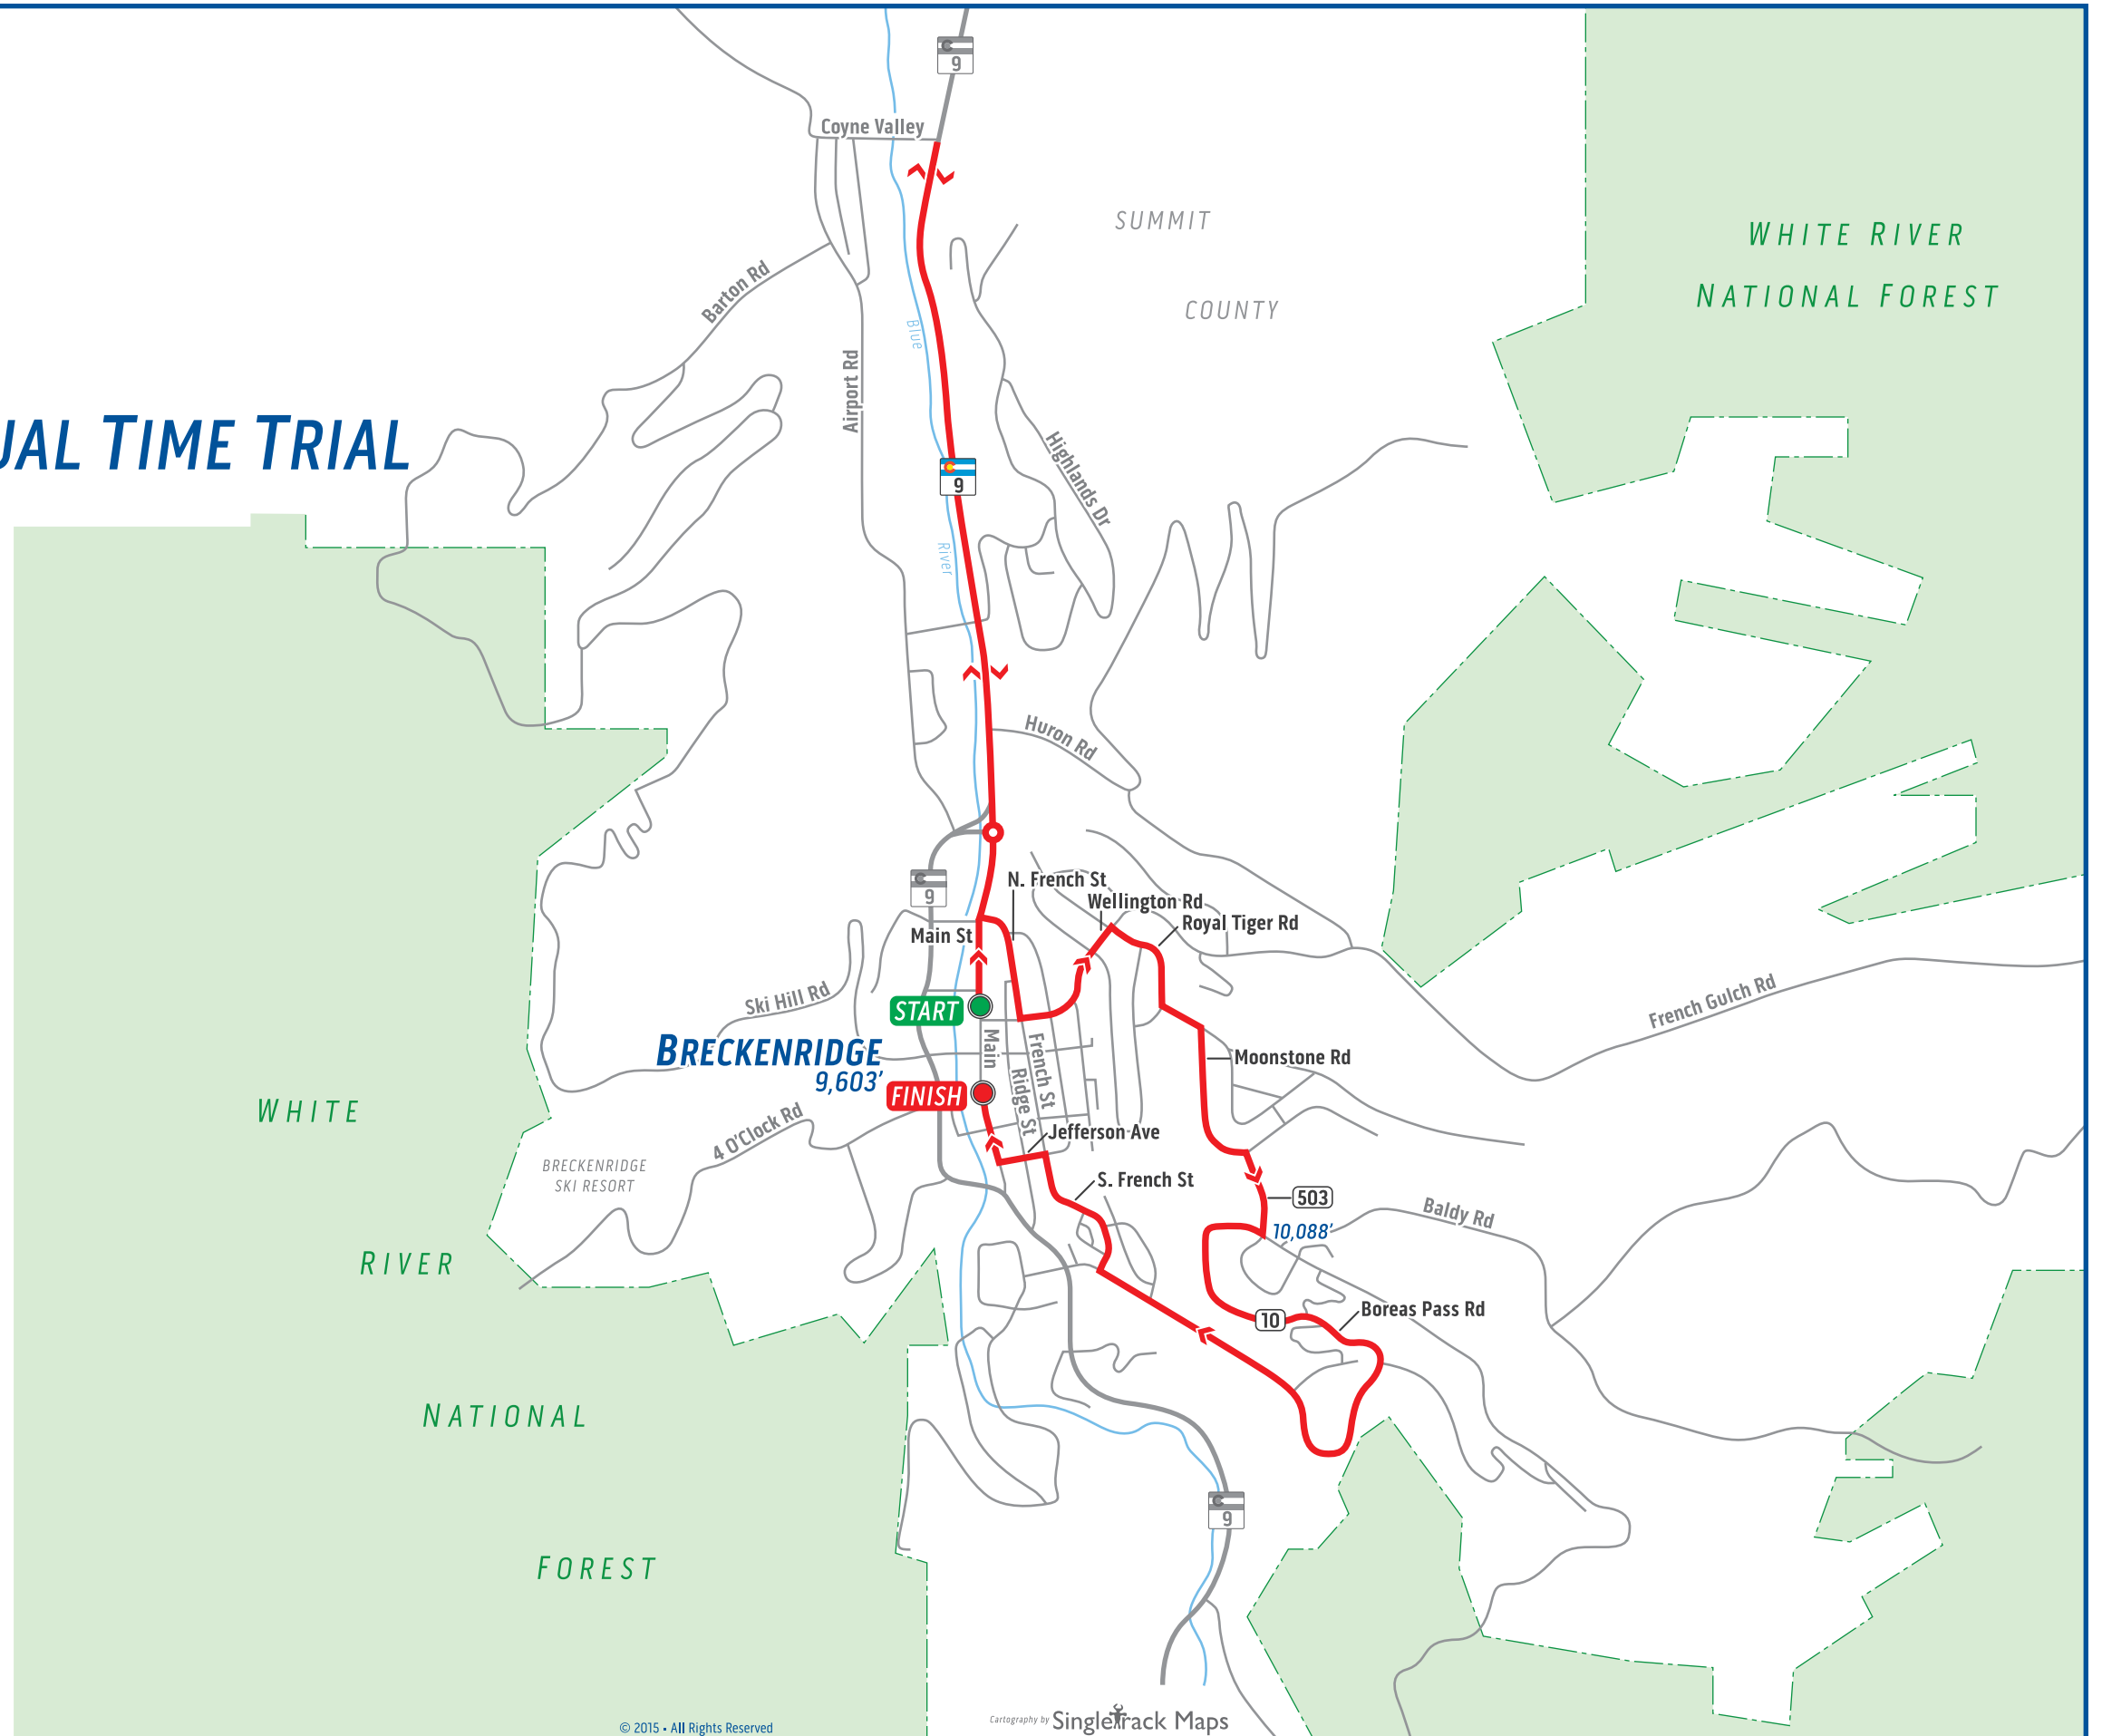 9
Coyne Valley
SUMMIT
COUNTY
WHITE RIVER
NATIONAL FOREST
Barton Rd
Blue
Airport Rd
UAL TIME TRIAL
Highlands Dr
9
River
Huron Rd
9
N. French St
Wellington Rd
Royal Tiger Rd
Main St
Ski Hill Rd
START
French Gulch Rd
BRECKENRIDGE
9,603’
Main
French St
Ridge St
Moonstone Rd
FINISH
WHITE
4 O’Clock Rd
Jefferson Ave
BRECKENRIDGE
SKI RESORT
S. French St
503
Baldy Rd
10,088’
RIVER
10
Boreas Pass Rd
NATIONAL
9
FOREST
Cartography by SingleTrack Maps
© 2015 • All Rights Reserved